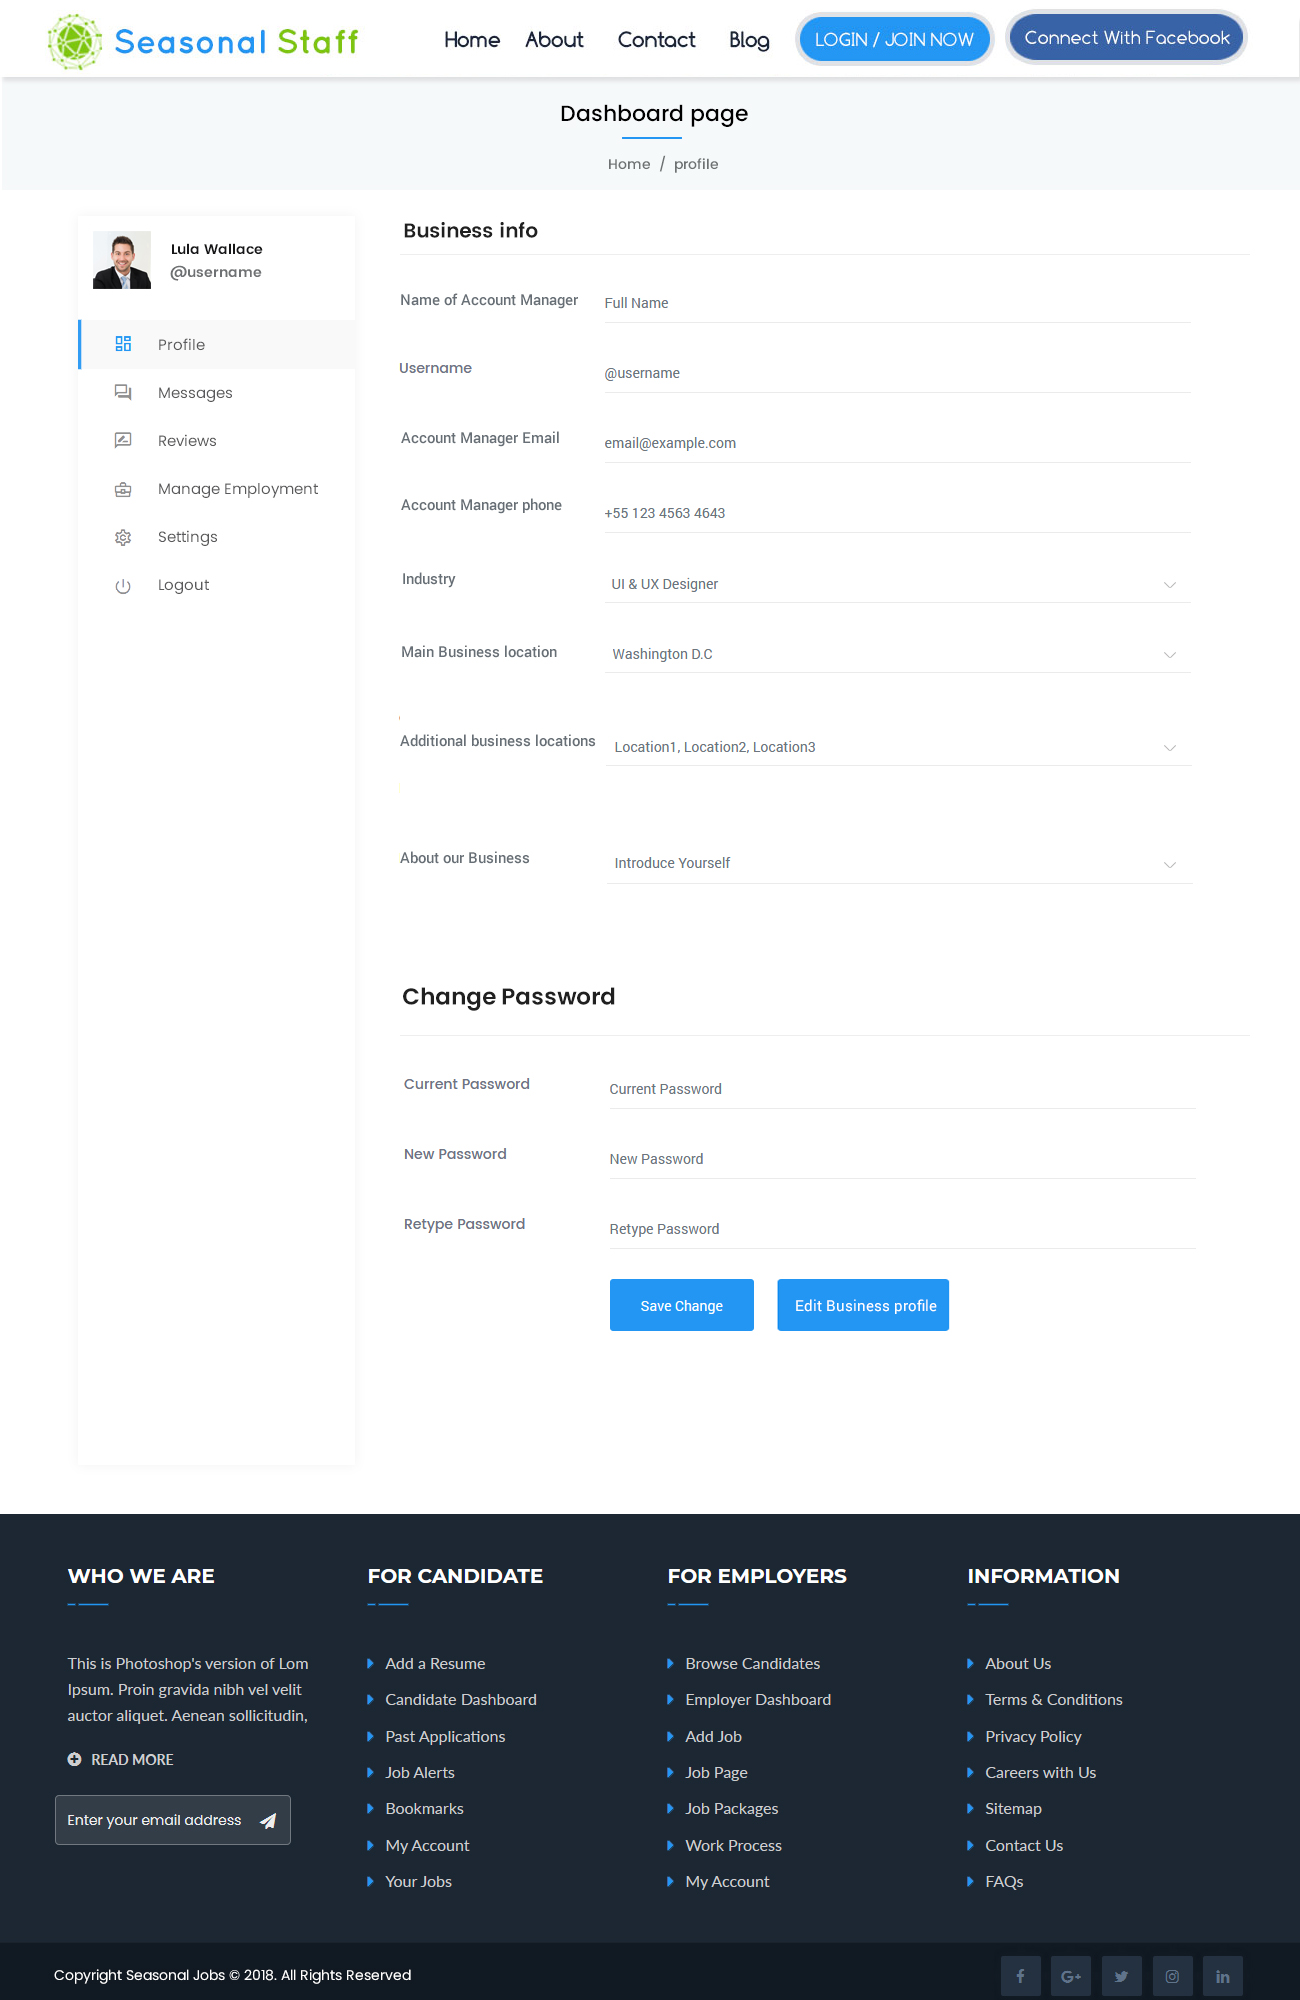 Seasonal Staff
Home About Contact Blog LOGIN / JOIN NOW Connect With Facebook
Dashboard page
Home / profile
Lula Wallace
@username
Profile
Messages
Reviews
Manage Employment
Settings
Logout
Business info
Name of Account Manager Full Name
Username @username
Account Manager Email email@example.com
Account Manager phone +55 123 4563 4643
Industry UI & UX Designer
Main Business location Washington D.C
Additional business locations Location1, Location2, Location3
About our Business Introduce Yourself
Change Password
Current Password Current Password
New Password New Password
Retype Password Retype Password
Save Change Edit Business profile
WHO WE ARE
This is Photoshop's version of Lom
Ipsum. Proin gravida nibh vel velit
auctor aliquet. Aenean sollicitudin,
READ MORE
Enter your email address
FOR CANDIDATE
Add a Resume
Candidate Dashboard
Past Applications
Job Alerts
Bookmarks
My Account
Your Jobs
FOR EMPLOYERS
Browse Candidates
Employer Dashboard
Add Job
Job Page
Job Packages
Work Process
My Account
INFORMATION
About Us
Terms & Conditions
Privacy Policy
Careers with Us
Sitemap
Contact Us
FAQs
Copyright Seasonal Jobs © 2018. All Rights Reserved